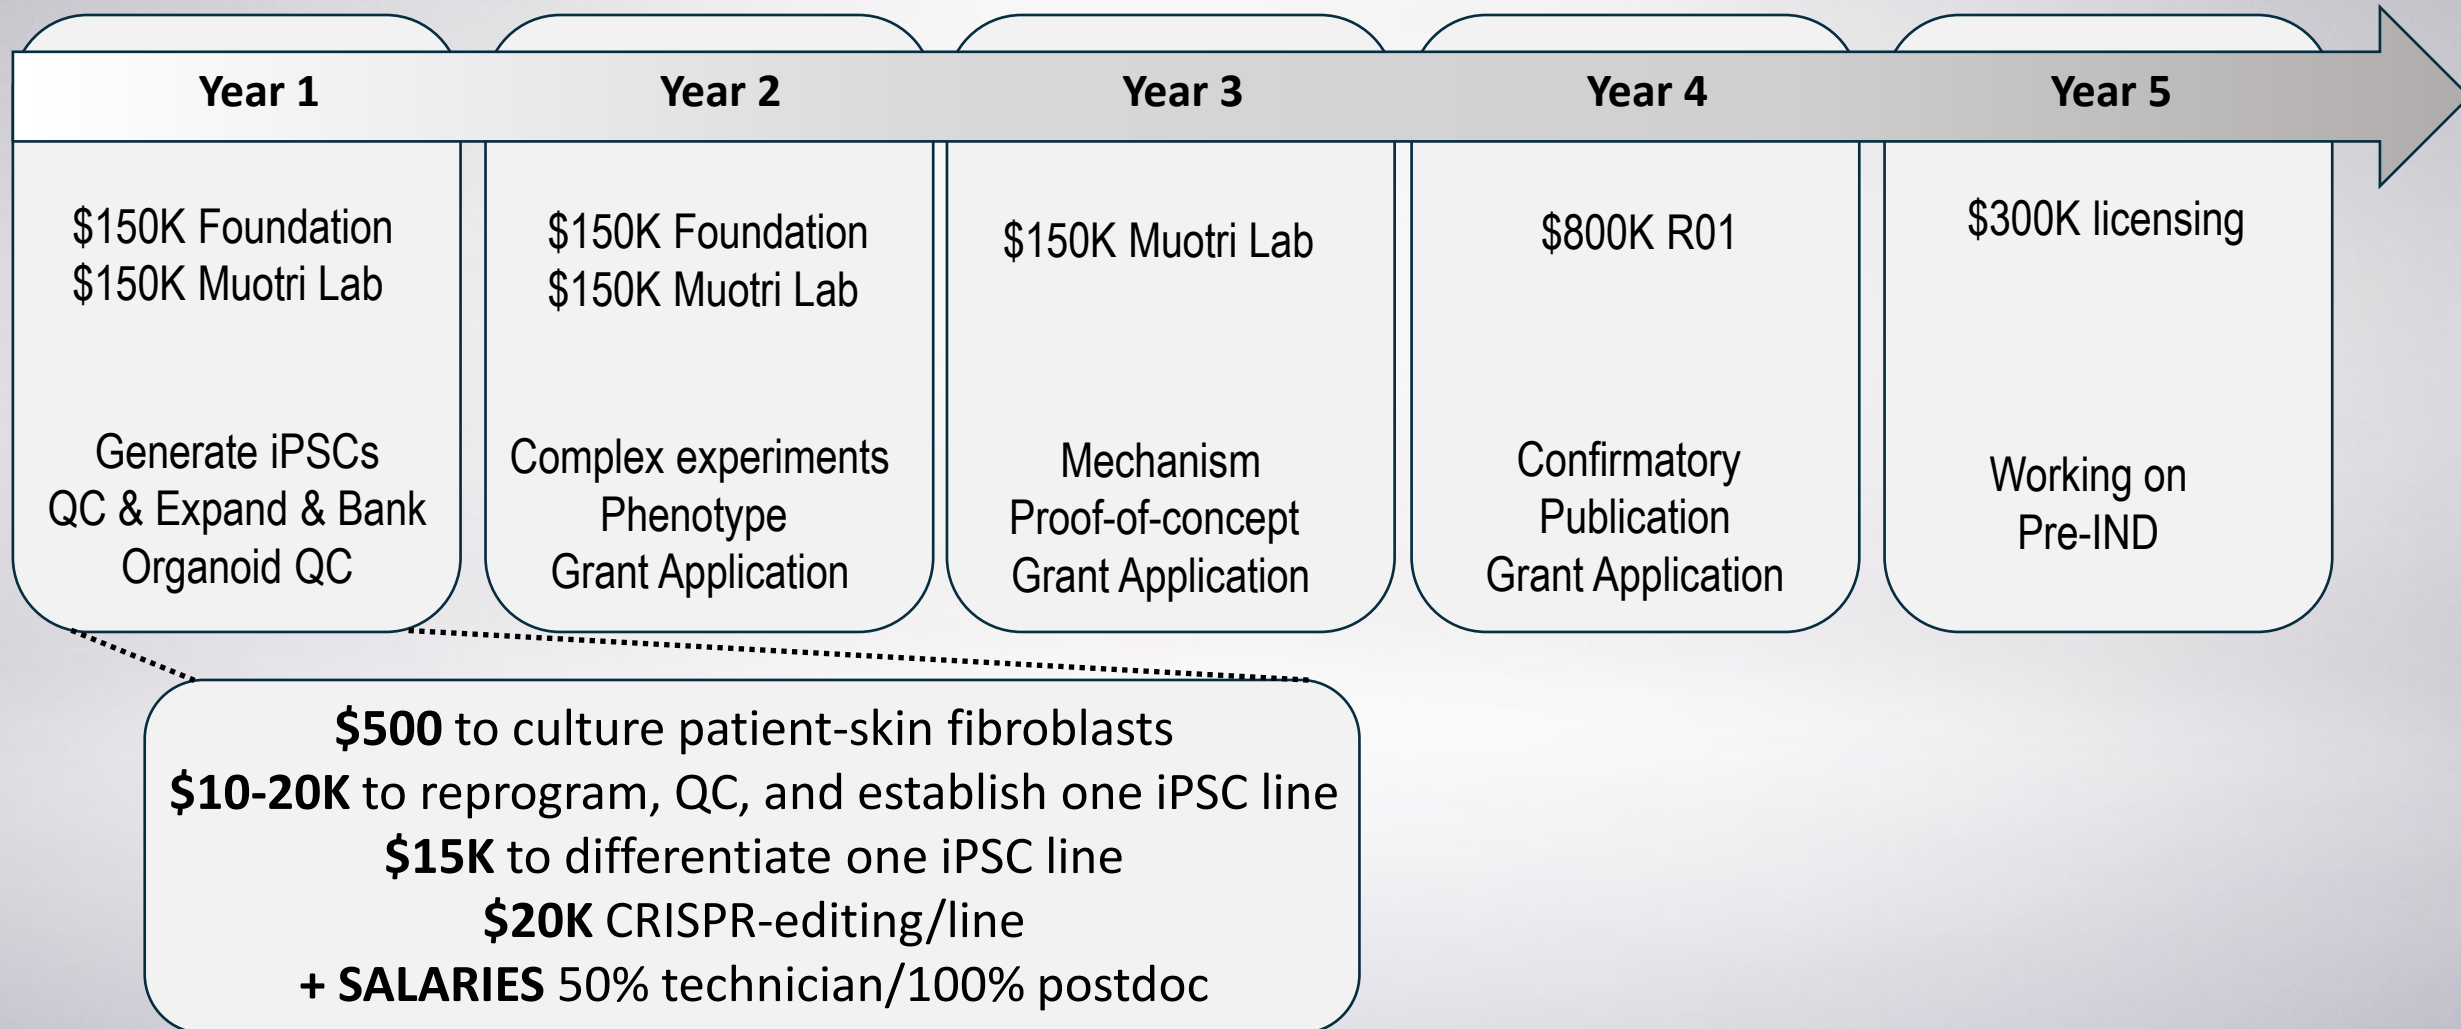 Year 1
Year 2
Year 3
Year 4
Year 5
$150K Foundation
$150K Muotri Lab
Generate iPSCs
QC & Expand & Bank
Organoid QC
$150K Foundation
$150K Muotri Lab
Complex experiments
Phenotype
Grant Application
$150K Muotri Lab
Mechanism
Proof-of-concept
Grant Application
$800K R01
Confirmatory
Publication
Grant Application
$300K licensing
Working on
Pre-IND
$500 to culture patient-skin fibroblasts
$10-20K to reprogram, QC, and establish one iPSC line
$15K to differentiate one iPSC line
$20K CRISPR-editing/line
+ SALARIES 50% technician/100% postdoc